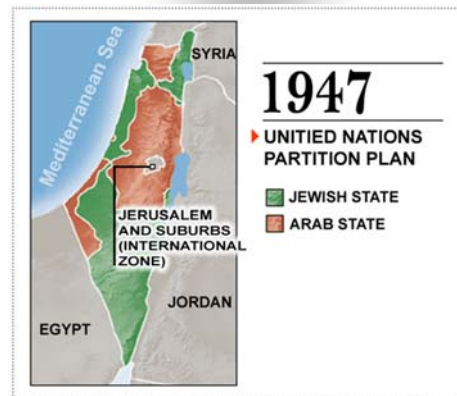 Mediterranean Sea
SYRIA
JERUSALEM
AND SUBURBS
(INTERNATIONAL
ZONE)
JORDAN
EGYPT
1947
UNITIED NATIONS
PARTITION PLAN
JEWISH STATE
ARAB STATE